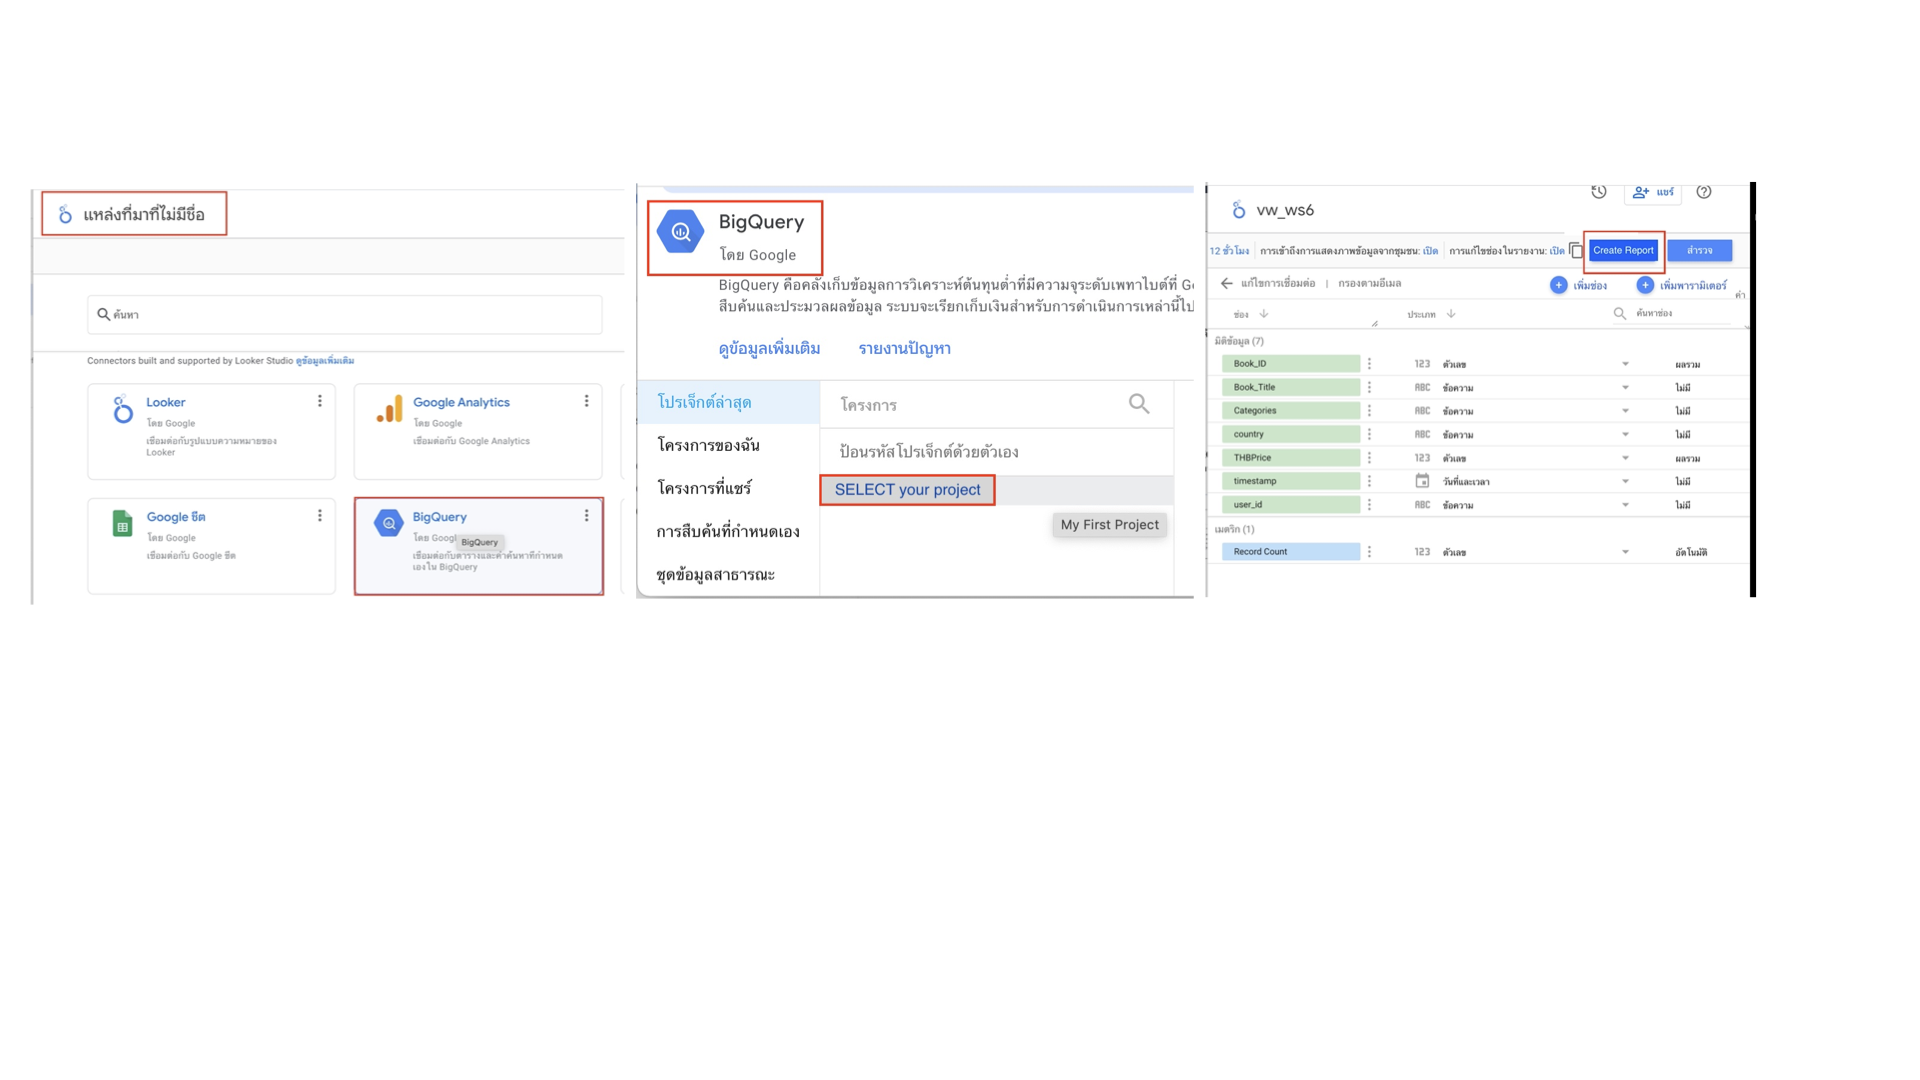 แหล่งที่มาที่ไม่มีชื่อ
ค้นหา
Connectors built and supported by Looker Studio ดูข้อมูลเพิ่มเติม
Looker
โดย Google
เชื่อมต่อกับรูปแบบความหมายของ
Looker
Google Analytics
โดย Google
เชื่อมต่อกับ Google Analytics
Google ชีต
โดย Google
เชื่อมต่อกับ Google ชีต
BigQuery
โดย Googl
BigQuery
เชื่อมต่อกับตารางและคำค้นหาที่กำหนด
เองใน BigQuery
BigQuery
โดย Google
BigQuery คือคลังเก็บข้อมูลการวิเคราะห์ต้นทุนต่ำที่มีความจุระดับเพทาไบต์ที่ G
สืบค้นและประมวลผลข้อมูล ระบบจะเรียกเก็บเงินสำหรับการดำเนินการเหล่านี้ไป
ดูข้อมูลเพิ่มเติม รายงานปัญหา
โปรเจ็กต์ล่าสุด
โครงการของฉัน
โครงการที่แชร์
การสืบค้นที่กำหนดเอง
ชุดข้อมูลสาธารณะ
โครงการ
ป้อนรหัสโปรเจ็กต์ด้วยตัวเอง
SELECT your project
My First Project
แชร์
vw_ws6
12 ชั่วโมง การเข้าถึงการแสดงภาพข้อมูลจากชุมชน: เปิด การแก้ไขช่องในรายงาน: เปิด Create Report สำรวจ
แก้ไขการเชื่อมต่อ | กรองตามอีเมล เพิ่มช่อง เพิ่มพารามิเตอร์
ค่า
ช่อง ประเภท ค้นหาช่อง
มิติข้อมูล (7)
Book_ID 123 ตัวเลข ผลรวม
Book_Title ABC ข้อความ ไม่มี
Categories ABC ข้อความ ไม่มี
country ABC ข้อความ ไม่มี
THBPrice 123 ตัวเลข ผลรวม
timestamp วันที่และเวลา ไม่มี
user_id ABC ข้อความ ไม่มี
เมตริก (1)
Record Count 123 ตัวเลข อัตโนมัติ